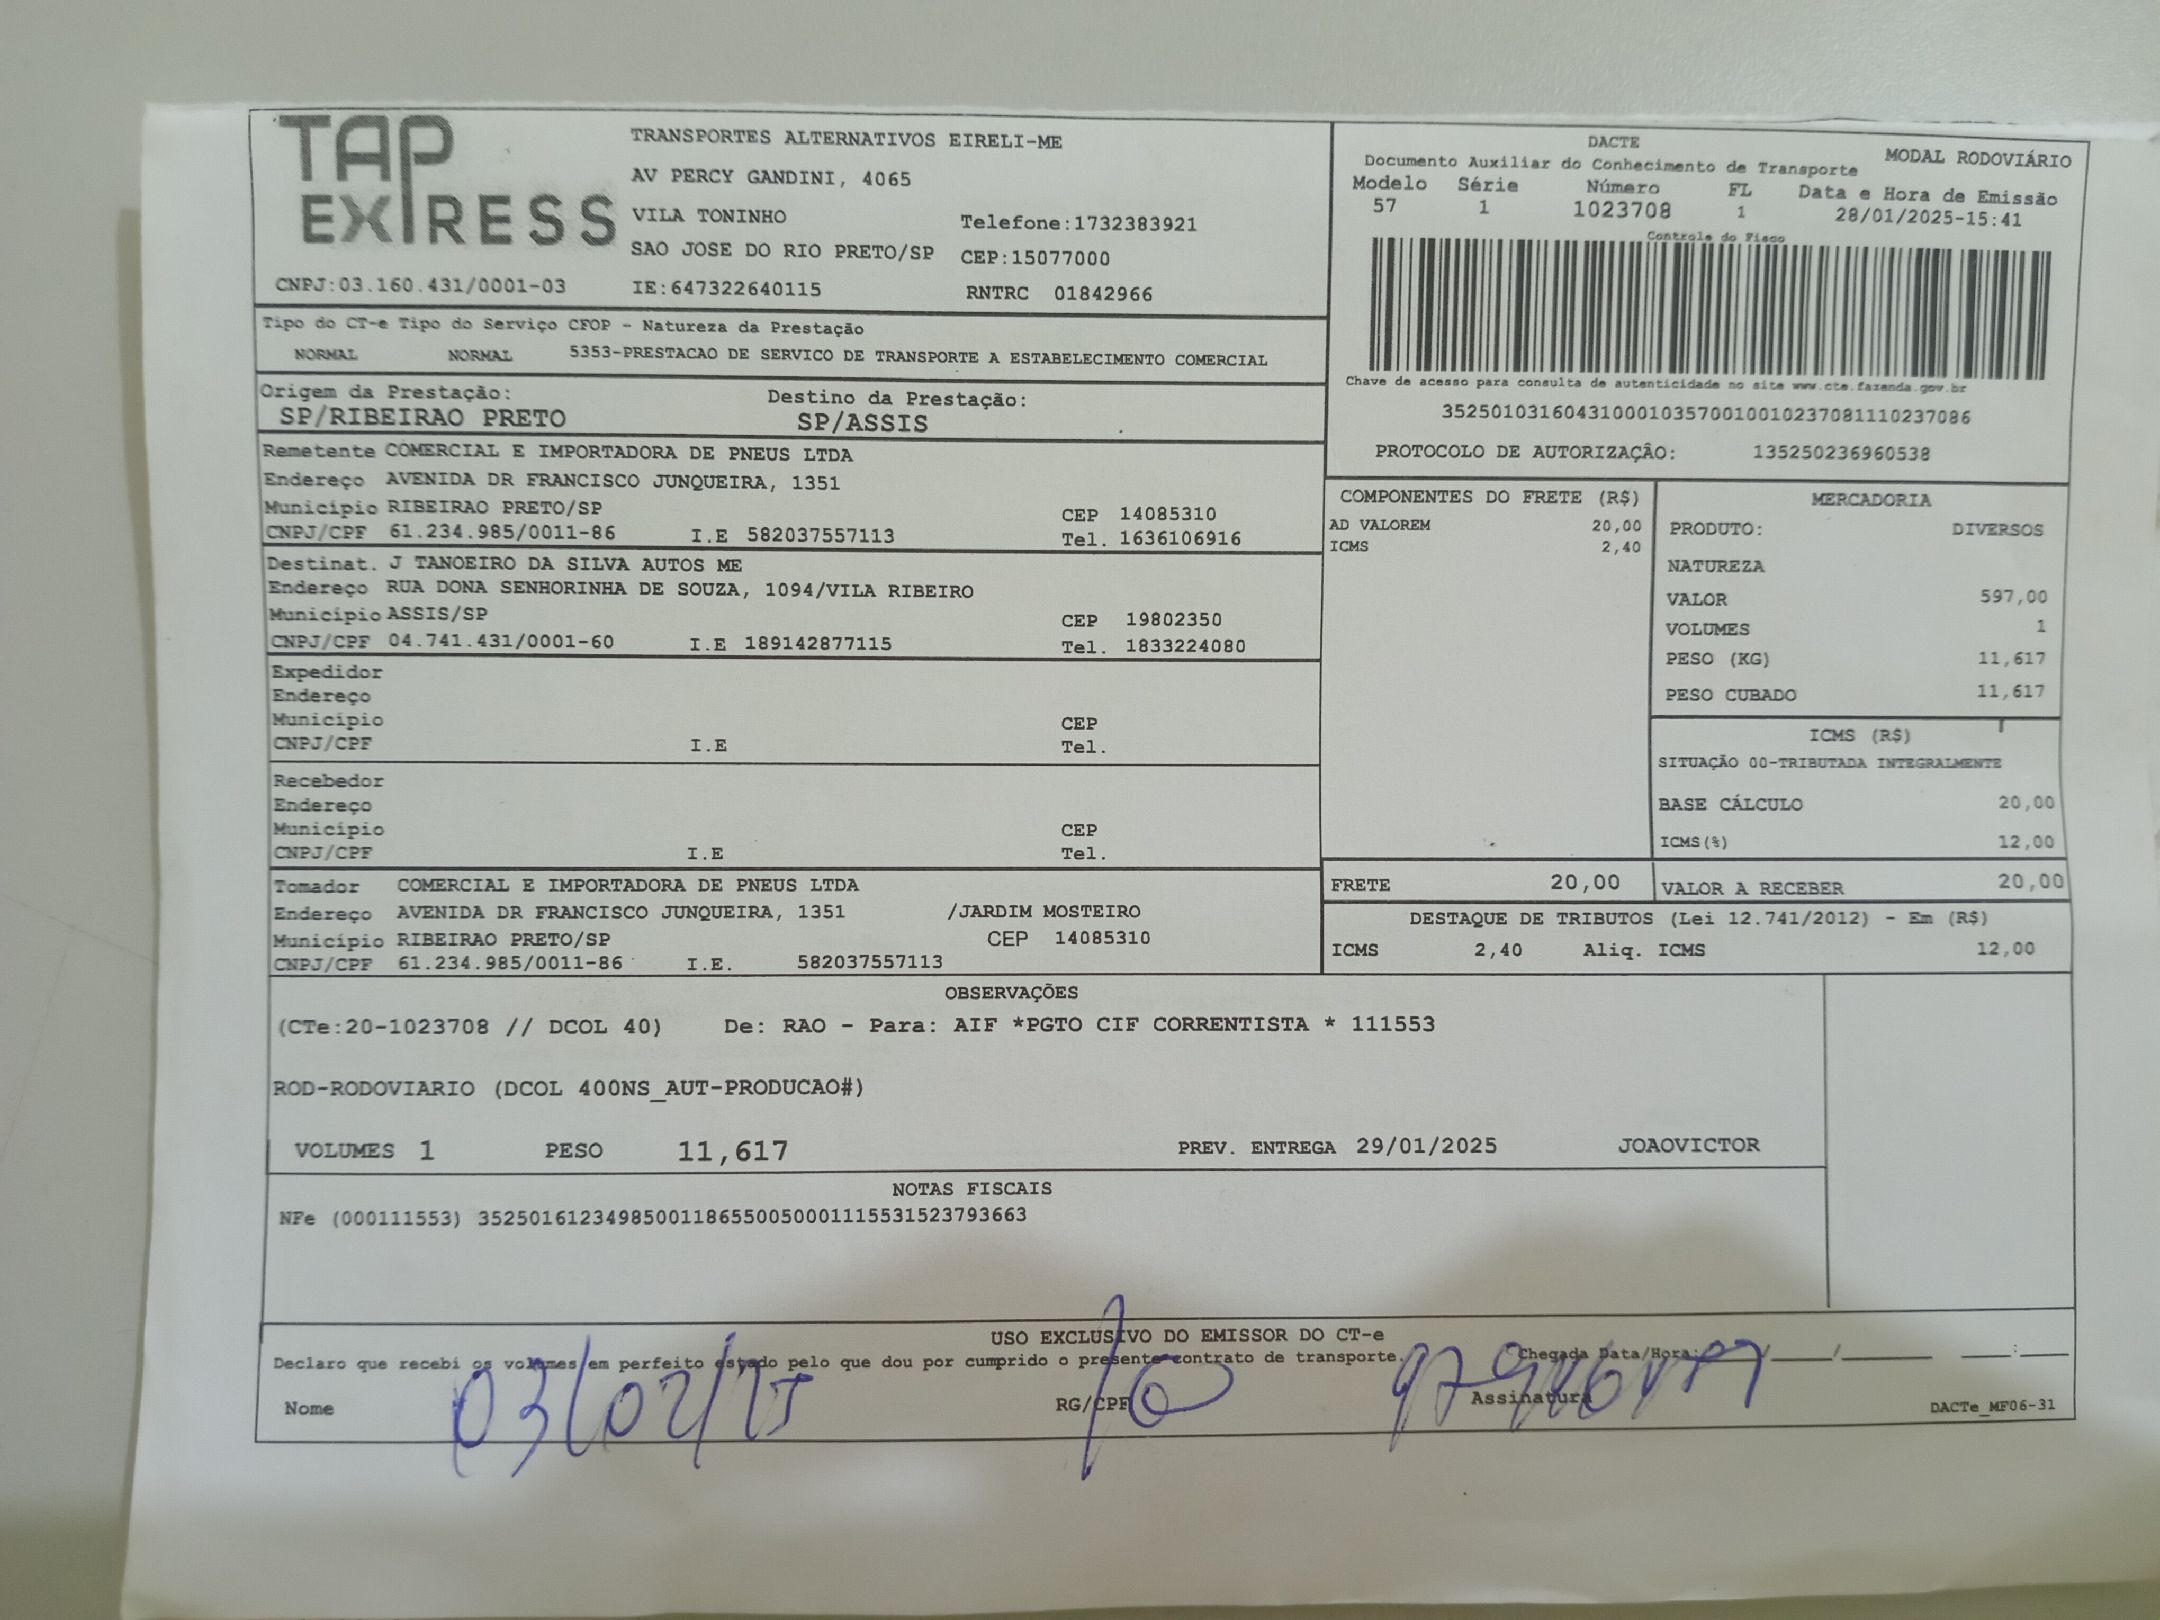 TAP EXPRESS
TRANSPORTES ALTERNATIVOS EIRELI-ME
AV PERCY GANDINI, 4065
VILA TONINHO Telefone:1732383921
SAO JOSE DO RIO PRETO/SP CEP:15077000
CNPJ:03.160.431/0001-03 IE:647322640115 RNTRC 01842966
DACTE
Documento Auxiliar do Conhecimento de Transporte MODAL RODOVIÁRIO
Modelo Série Número FL Data e Hora de Emissão
57 1 1023708 1 28/01/2025-15:41
Controle do Fisco
Chave de acesso para consulta de autenticidade no site www.cte.fazenda.gov.br
35250103160431000103570010010237081110237086
PROTOCOLO DE AUTORIZAÇÂO: 135250236960538
Tipo do CT-e Tipo do Serviço CFOP - Natureza da Prestação
NORMAL NORMAL 5353-PRESTACAO DE SERVICO DE TRANSPORTE A ESTABELECIMENTO COMERCIAL
Origem da Prestação: Destino da Prestação:
SP/RIBEIRAO PRETO SP/ASSIS
Remetente COMERCIAL E IMPORTADORA DE PNEUS LTDA
Endereço AVENIDA DR FRANCISCO JUNQUEIRA, 1351
Município RIBEIRAO PRETO/SP CEP 14085310
CNPJ/CPF 61.234.985/0011-86 I.E 582037557113 Tel. 1636106916
Destinat. J TANOEIRO DA SILVA AUTOS ME
Endereço RUA DONA SENHORINHA DE SOUZA, 1094/VILA RIBEIRO
Município ASSIS/SP CEP 19802350
CNPJ/CPF 04.741.431/0001-60 I.E 189142877115 Tel. 1833224080
Expedidor
Endereço
Município CEP
CNPJ/CPF I.E Tel.
Recebedor
Endereço
Município CEP
CNPJ/CPF I.E Tel.
Tomador COMERCIAL E IMPORTADORA DE PNEUS LTDA
Endereço AVENIDA DR FRANCISCO JUNQUEIRA, 1351 /JARDIM MOSTEIRO
Município RIBEIRAO PRETO/SP CEP 14085310
CNPJ/CPF 61.234.985/0011-86 I.E. 582037557113
COMPONENTES DO FRETE (R$)
AD VALOREM 20,00
ICMS 2,40
MERCADORIA
PRODUTO: DIVERSOS
NATUREZA
VALOR 597,00
VOLUMES 1
PESO (KG) 11,617
PESO CUBADO 11,617
ICMS (R$)
SITUAÇÃO 00-TRIBUTADA INTEGRALMENTE
BASE CÁLCULO 20,00
ICMS(%) 12,00
FRETE 20,00 VALOR A RECEBER 20,00
DESTAQUE DE TRIBUTOS (Lei 12.741/2012) - Em (R$)
ICMS 2,40 Aliq. ICMS 12,00
OBSERVAÇÕES
(CTe:20-1023708 // DCOL 40) De: RAO - Para: AIF *PGTO CIF CORRENTISTA * 111553
ROD-RODOVIARIO (DCOL 400NS_AUT-PRODUCAO#)
VOLUMES 1 PESO 11,617 PREV. ENTREGA 29/01/2025 JOAOVICTOR
NOTAS FISCAIS
NFe (000111553) 35250161234985001186550050001115531523793663
USO EXCLUSIVO DO EMISSOR DO CT-e
Declaro que recebi os volumes em perfeito estado pelo que dou por cumprido o presente contrato de transporte. Chegada Data/Hora: / / :
Nome 03/02/25 RG/CPF Assinatura DACTe_MF06-31